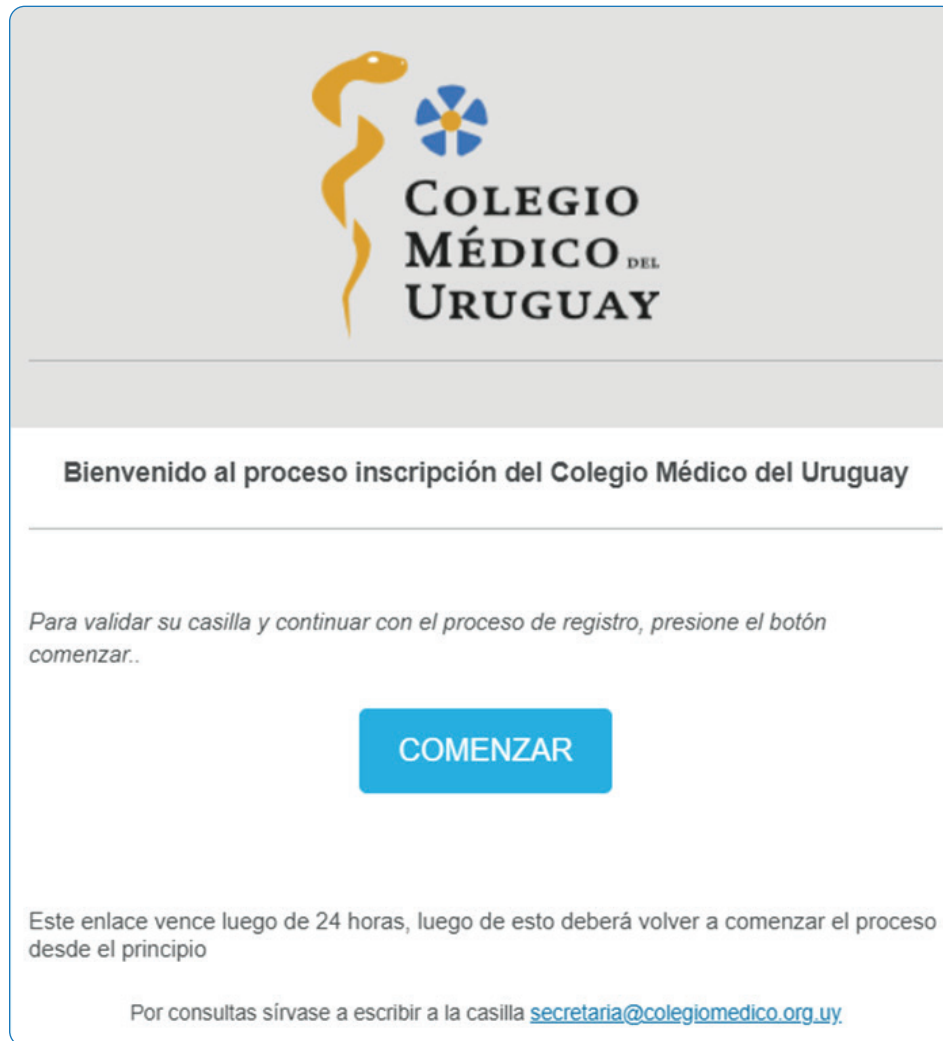 COLEGIO
MÉDICO DEL
URUGUAY
Bienvenido al proceso inscripción del Colegio Médico del Uruguay
Para validar su casilla y continuar con el proceso de registro, presione el botón
comenzar..
COMENZAR
Este enlace vence luego de 24 horas, luego de esto deberá volver a comenzar el proceso
desde el principio
Por consultas sírvase a escribir a la casilla secretaria@colegiomedico.org.uy